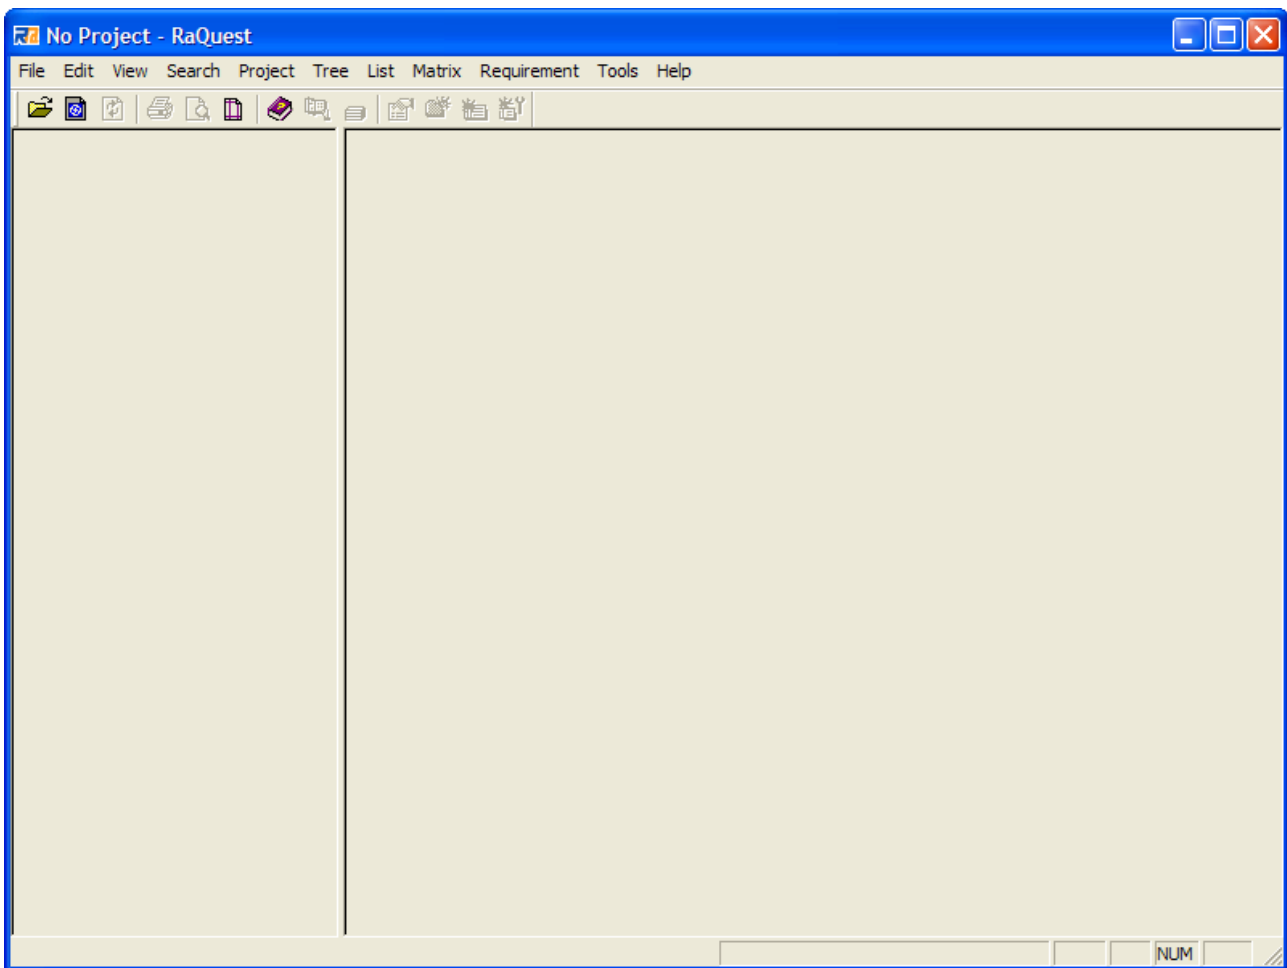 No Project - RaQuest
File Edit View Search Project Tree List Matrix Requirement Tools Help
NUM